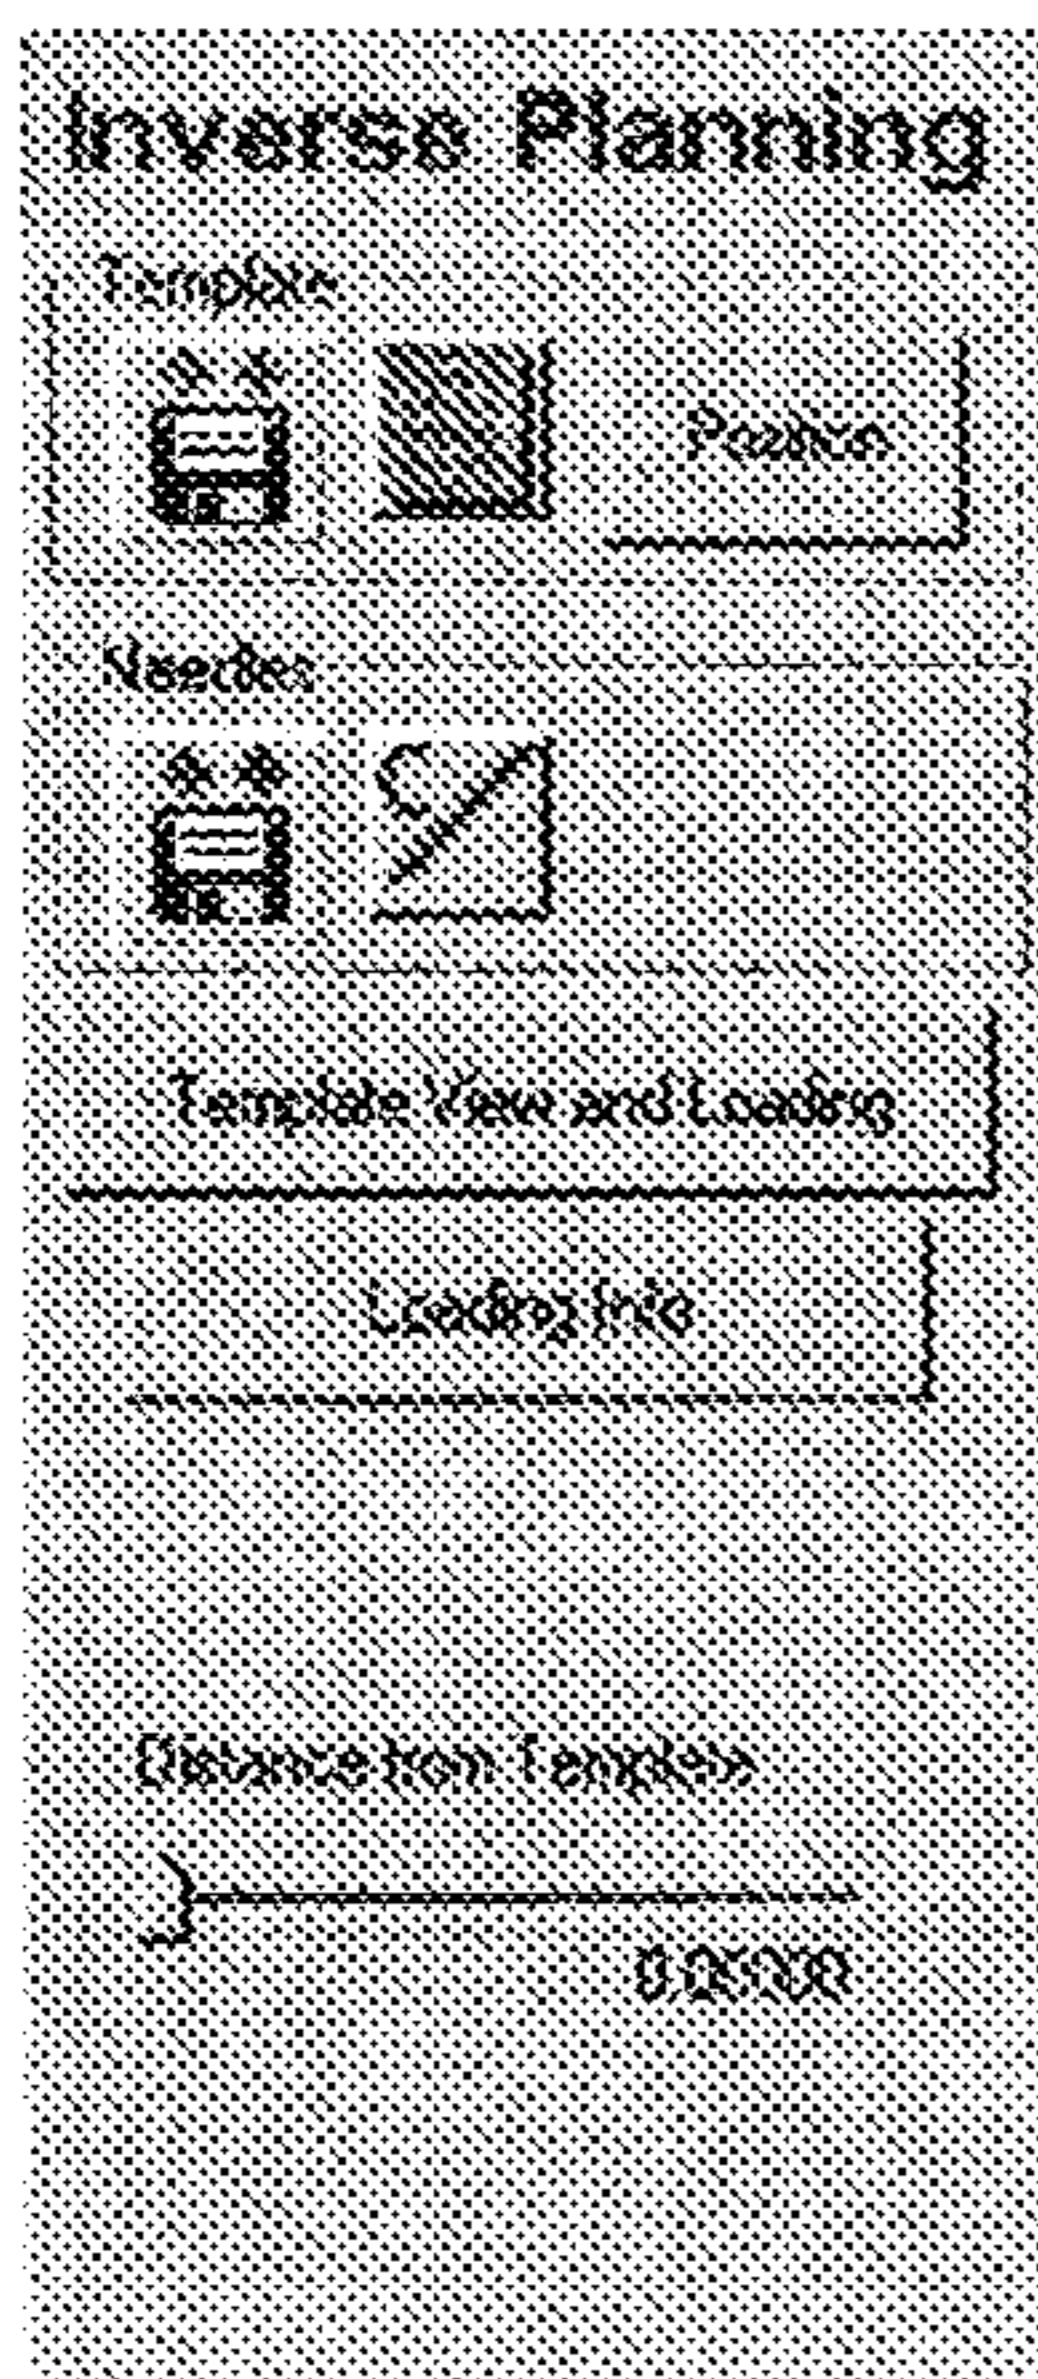 Inverse Planning
Template
Position
Needles
Template View and Loading
Loading Info
Distance from Template